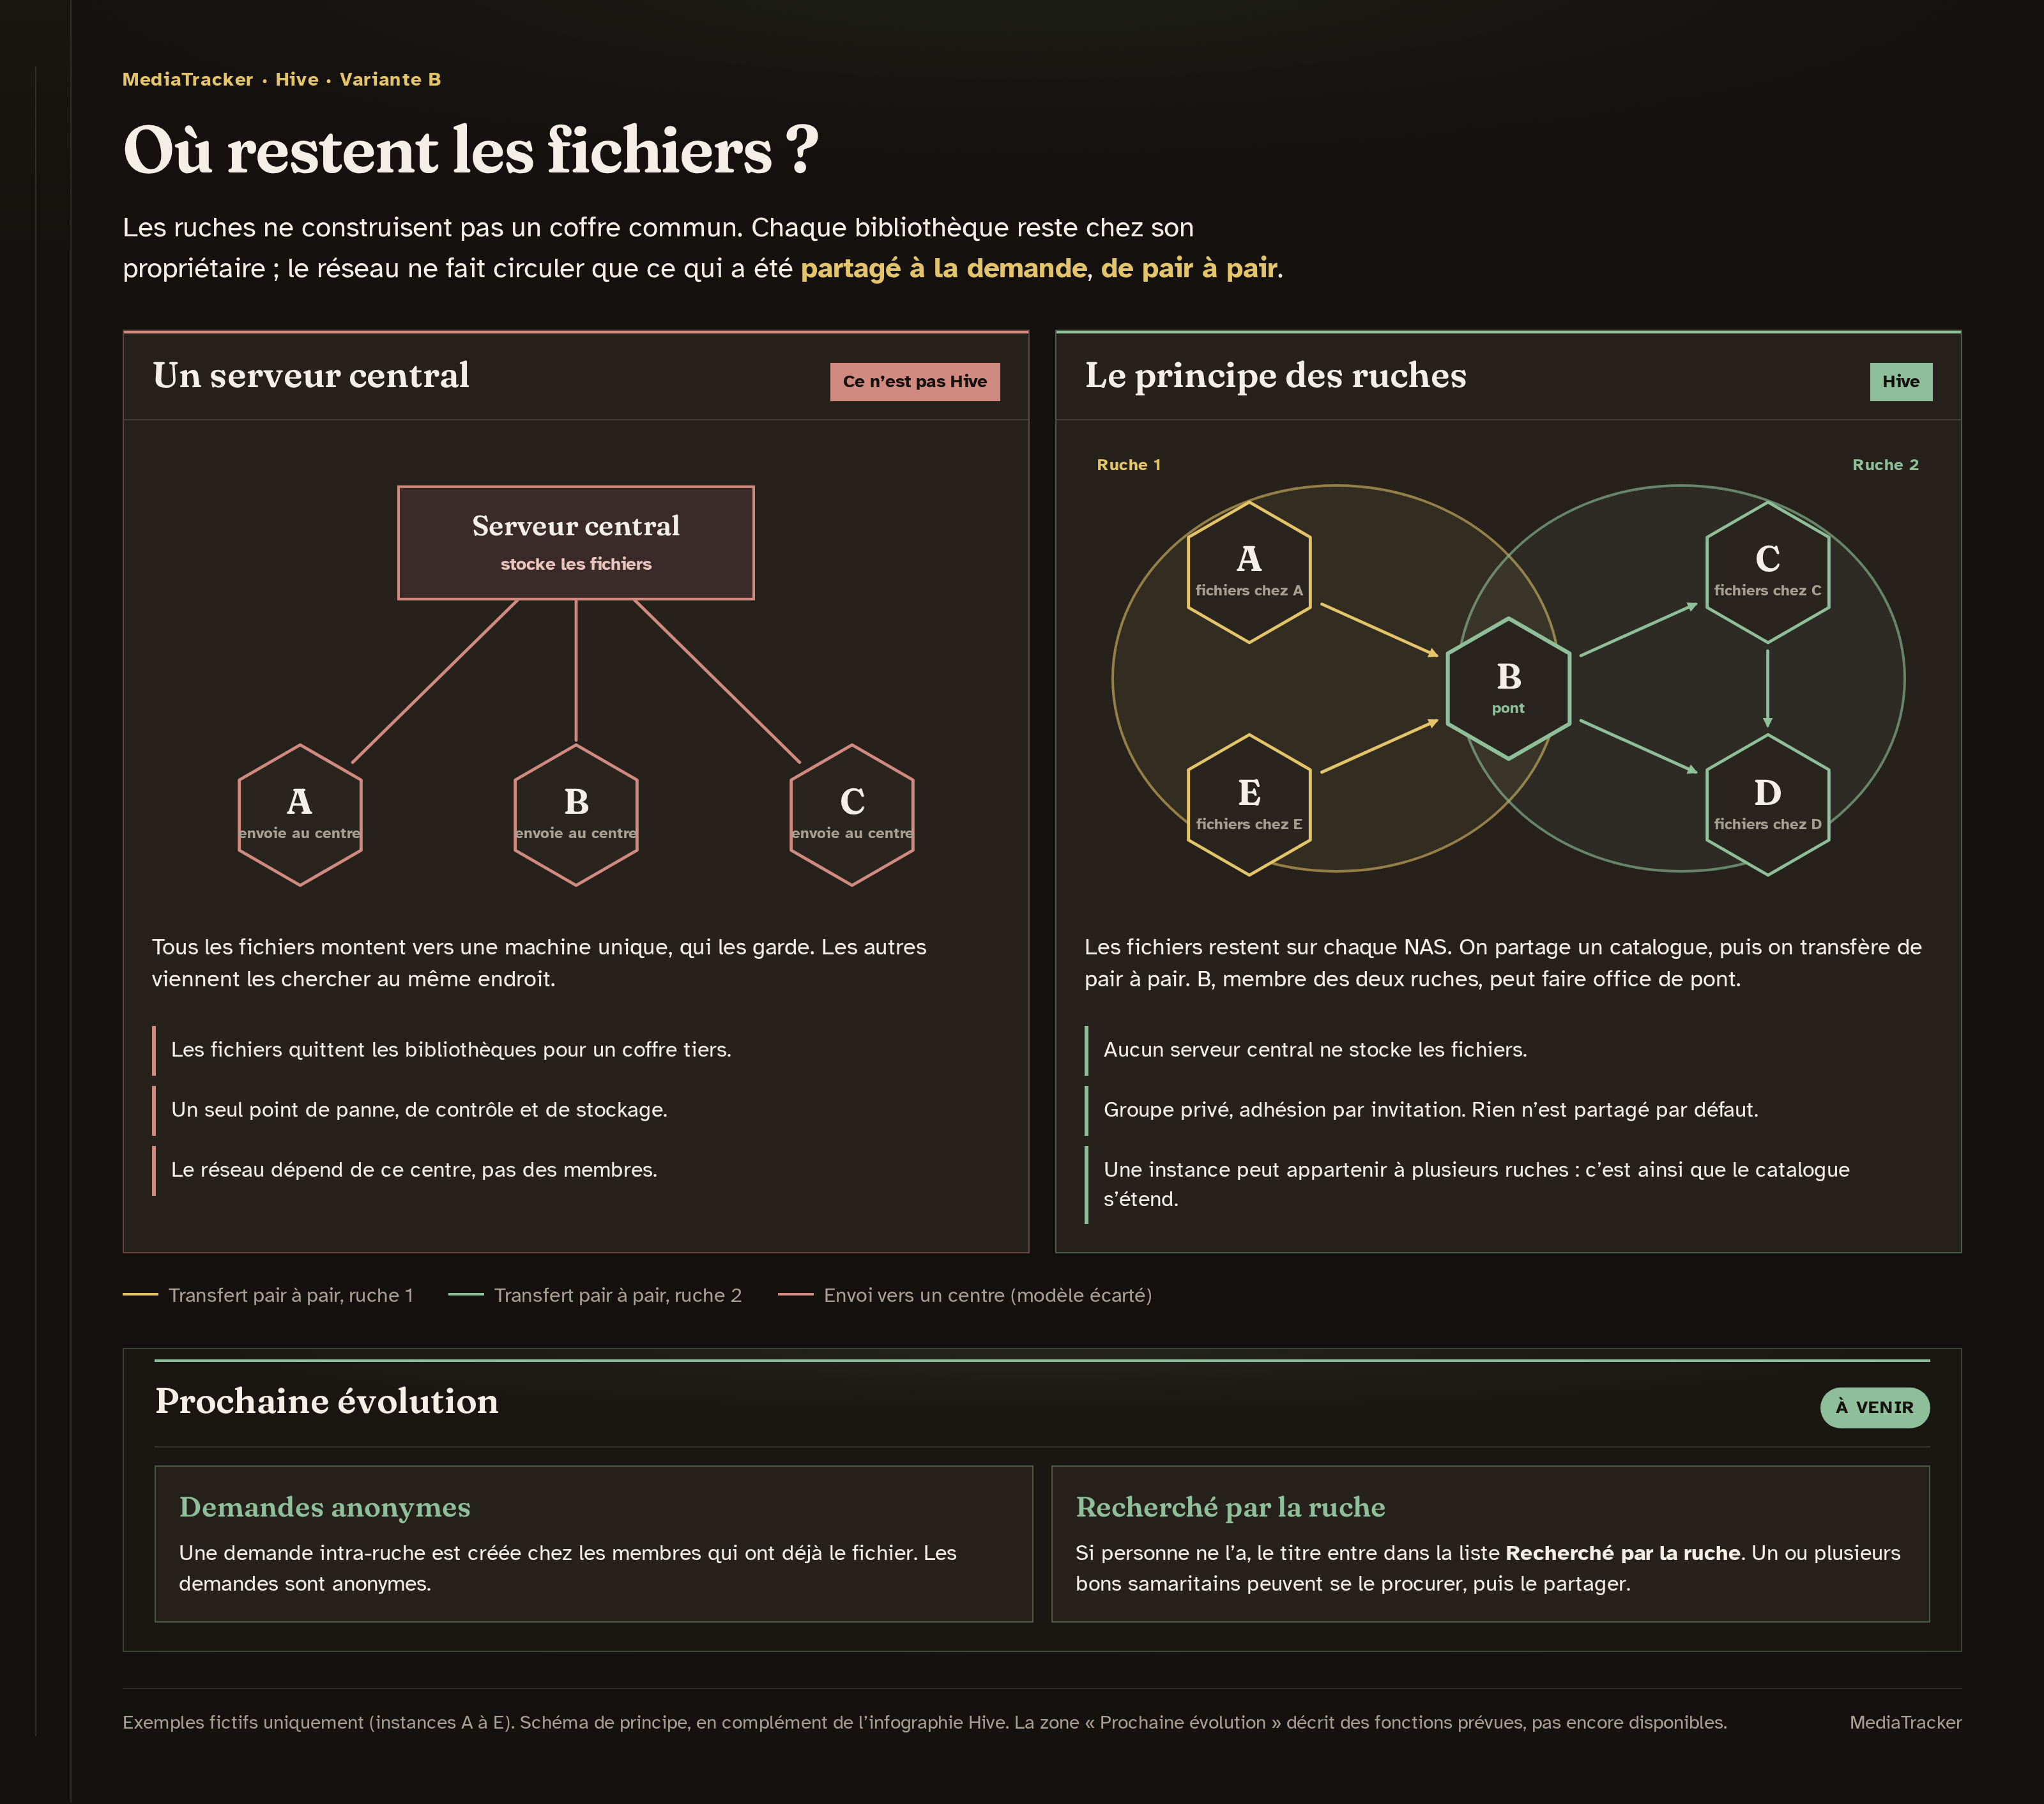 MediaTracker · Hive · Variante B
Où restent les fichiers ?
Les ruches ne construisent pas un coffre commun. Chaque bibliothèque reste chez son
propriétaire ; le réseau ne fait circuler que ce qui a été partagé à la demande, de pair à pair.
Un serveur central
Ce n’est pas Hive
Serveur central
stocke les fichiers
A
envoie au centre
B
envoie au centre
C
envoie au centre
Tous les fichiers montent vers une machine unique, qui les garde. Les autres
viennent les chercher au même endroit.
Les fichiers quittent les bibliothèques pour un coffre tiers.
Un seul point de panne, de contrôle et de stockage.
Le réseau dépend de ce centre, pas des membres.
Le principe des ruches
Hive
Ruche 1
Ruche 2
A
fichiers chez A
C
fichiers chez C
B
pont
E
fichiers chez E
D
fichiers chez D
Les fichiers restent sur chaque NAS. On partage un catalogue, puis on transfère de
pair à pair. B, membre des deux ruches, peut faire office de pont.
Aucun serveur central ne stocke les fichiers.
Groupe privé, adhésion par invitation. Rien n’est partagé par défaut.
Une instance peut appartenir à plusieurs ruches : c’est ainsi que le catalogue
s’étend.
Transfert pair à pair, ruche 1
Transfert pair à pair, ruche 2
Envoi vers un centre (modèle écarté)
Prochaine évolution
À VENIR
Demandes anonymes
Une demande intra-ruche est créée chez les membres qui ont déjà le fichier. Les
demandes sont anonymes.
Recherché par la ruche
Si personne ne l’a, le titre entre dans la liste Recherché par la ruche. Un ou plusieurs
bons samaritains peuvent se le procurer, puis le partager.
Exemples fictifs uniquement (instances A à E). Schéma de principe, en complément de l’infographie Hive. La zone « Prochaine évolution » décrit des fonctions prévues, pas encore disponibles.
MediaTracker